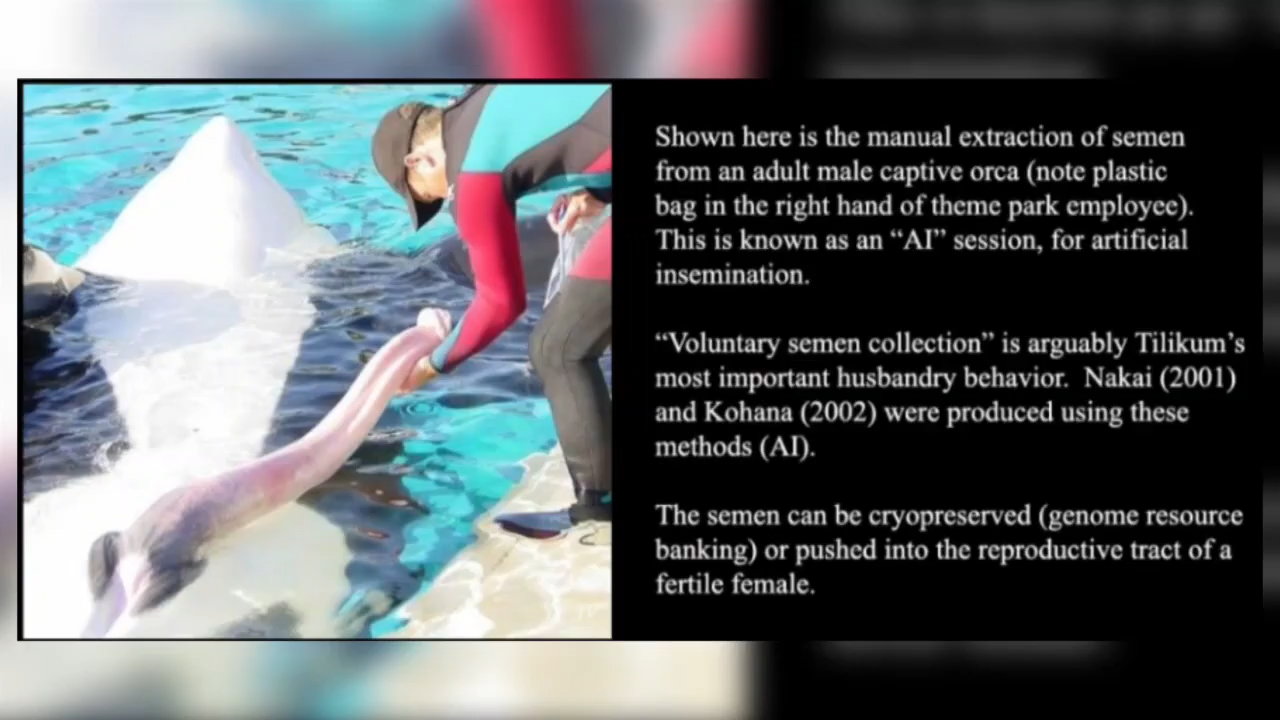 Shown here is the manual extraction of semen
from an adult male captive orca (note plastic
bag in the right hand of theme park employee).
This is known as an “AI” session, for artificial
insemination.
“Voluntary semen collection” is arguably Tilikum’s
most important husbandry behavior.  Nakai (2001)
and Kohana (2002) were produced using these
methods (AI).
The semen can be cryopreserved (genome resource
banking) or pushed into the reproductive tract of a
fertile female.